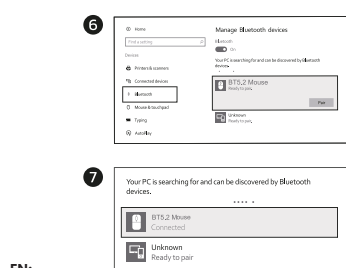 6
Home
Manage Bluetooth devices
Find a setting
Bluetooth
On
Devices
Your PC is searching for and can be discovered by Bluetooth
devices.
Printers & scanners
Connected devices
BT5.2 Mouse
Ready to pair.
Bluetooth
Pair
Mouse & touchpad
Typing
Unknown
Ready to pair.
AutoPlay
7
Your PC is searching for and can be discovered by Bluetooth
devices.
BT5.2 Mouse
Connected
Unknown
Ready to pair
EN: